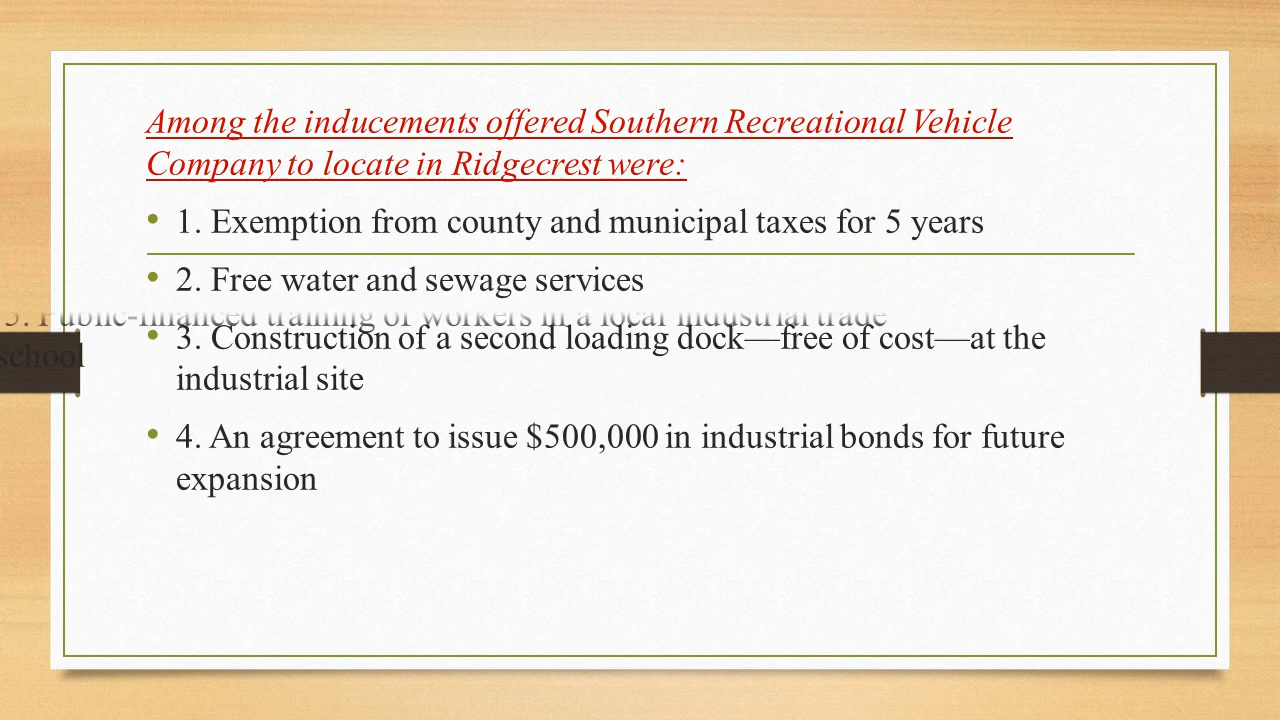 Among the inducements offered Southern Recreational Vehicle
Company to locate in Ridgecrest were:
• 1. Exemption from county and municipal taxes for 5 years
• 2. Free water and sewage services
• 3. Construction of a second loading dock—free of cost—at the
industrial site
• 4. An agreement to issue $500,000 in industrial bonds for future
expansion
5. Public-financed training of workers in a local industrial trade
school